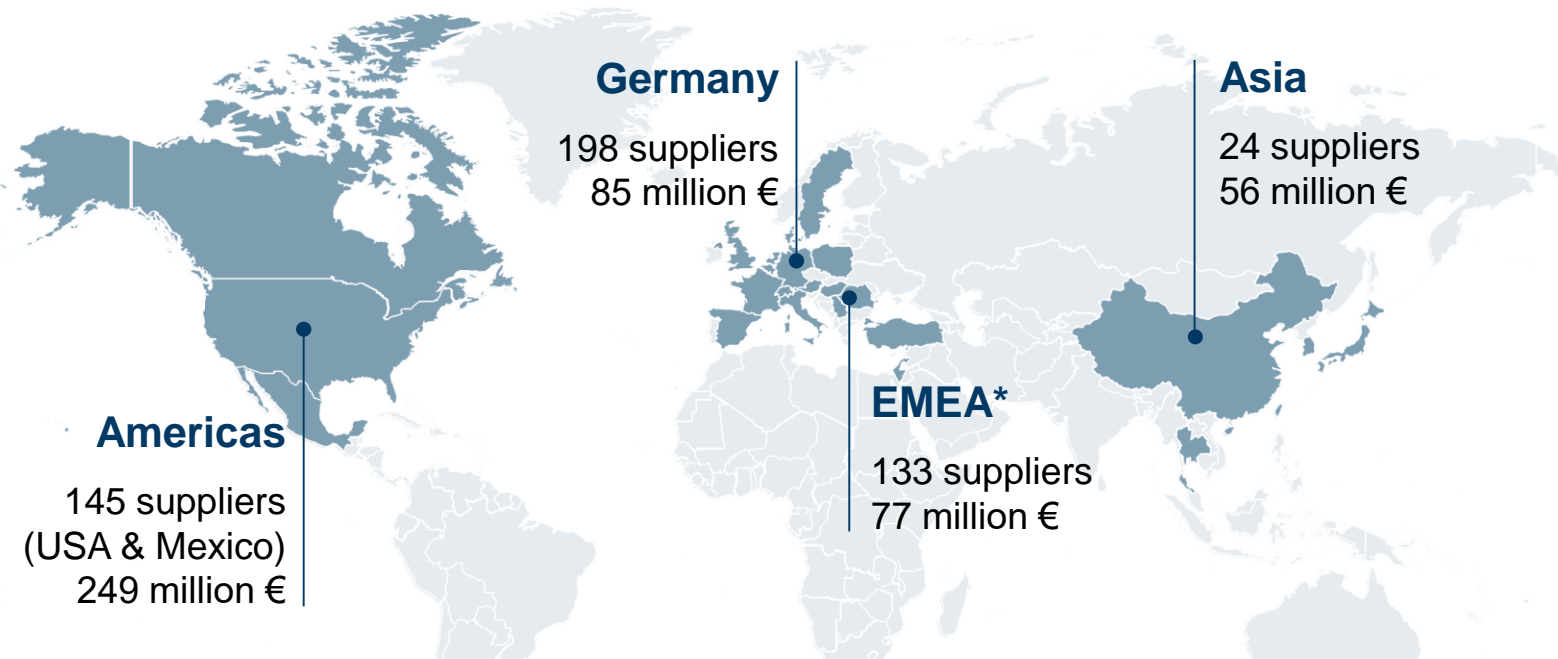 Germany
198 suppliers
85 million €
Asia
24 suppliers
56 million €
Americas
145 suppliers
(USA & Mexico)
249 million €
EMEA*
133 suppliers
77 million €